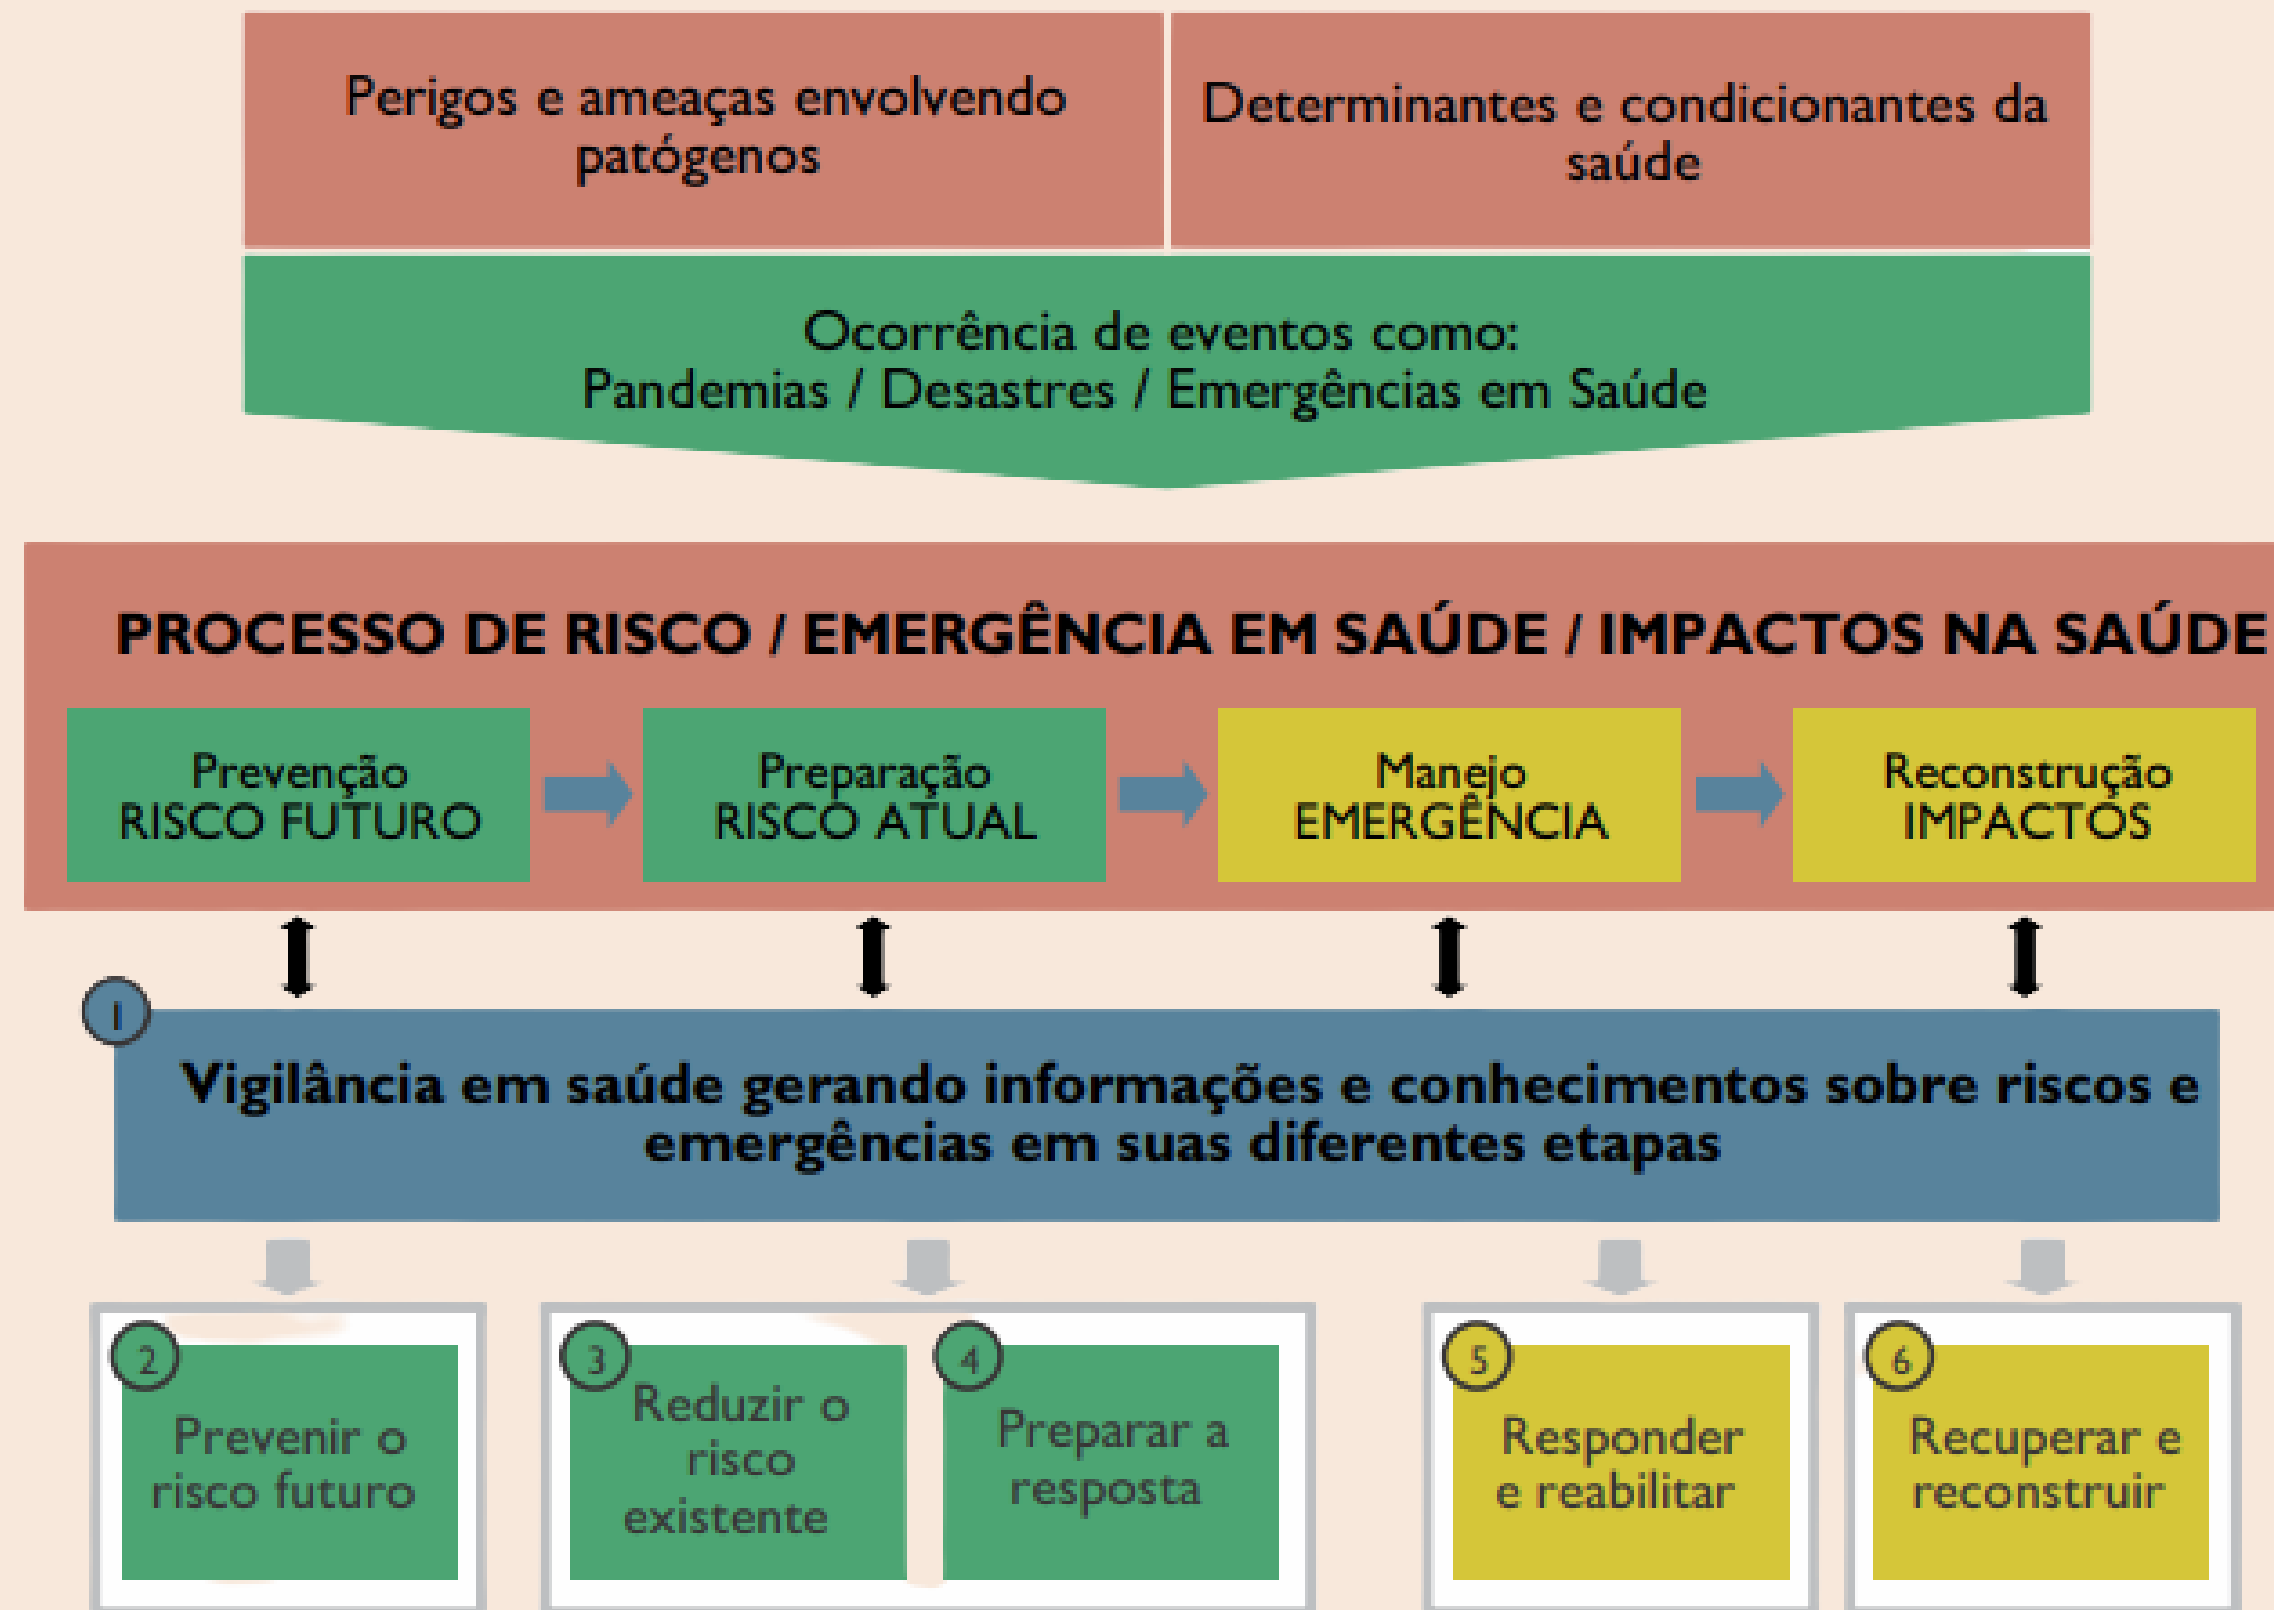 Perigos e ameaças envolvendo
patógenos
Determinantes e condicionantes da
saúde
Ocorrência de eventos como:
Pandemias / Desastres / Emergências em Saúde
PROCESSO DE RISCO / EMERGÊNCIA EM SAÚDE / IMPACTOS NA SAÚDE
Prevenção
RISCO FUTURO
Preparação
RISCO ATUAL
Manejo
EMERGÊNCIA
Reconstrução
IMPACTOS
1
Vigilância em saúde gerando informações e conhecimentos sobre riscos e
emergências em suas diferentes etapas
2
Prevenir o
risco futuro
3
Reduzir o
risco
existente
4
Preparar a
resposta
5
Responder
e reabilitar
6
Recuperar e
reconstruir